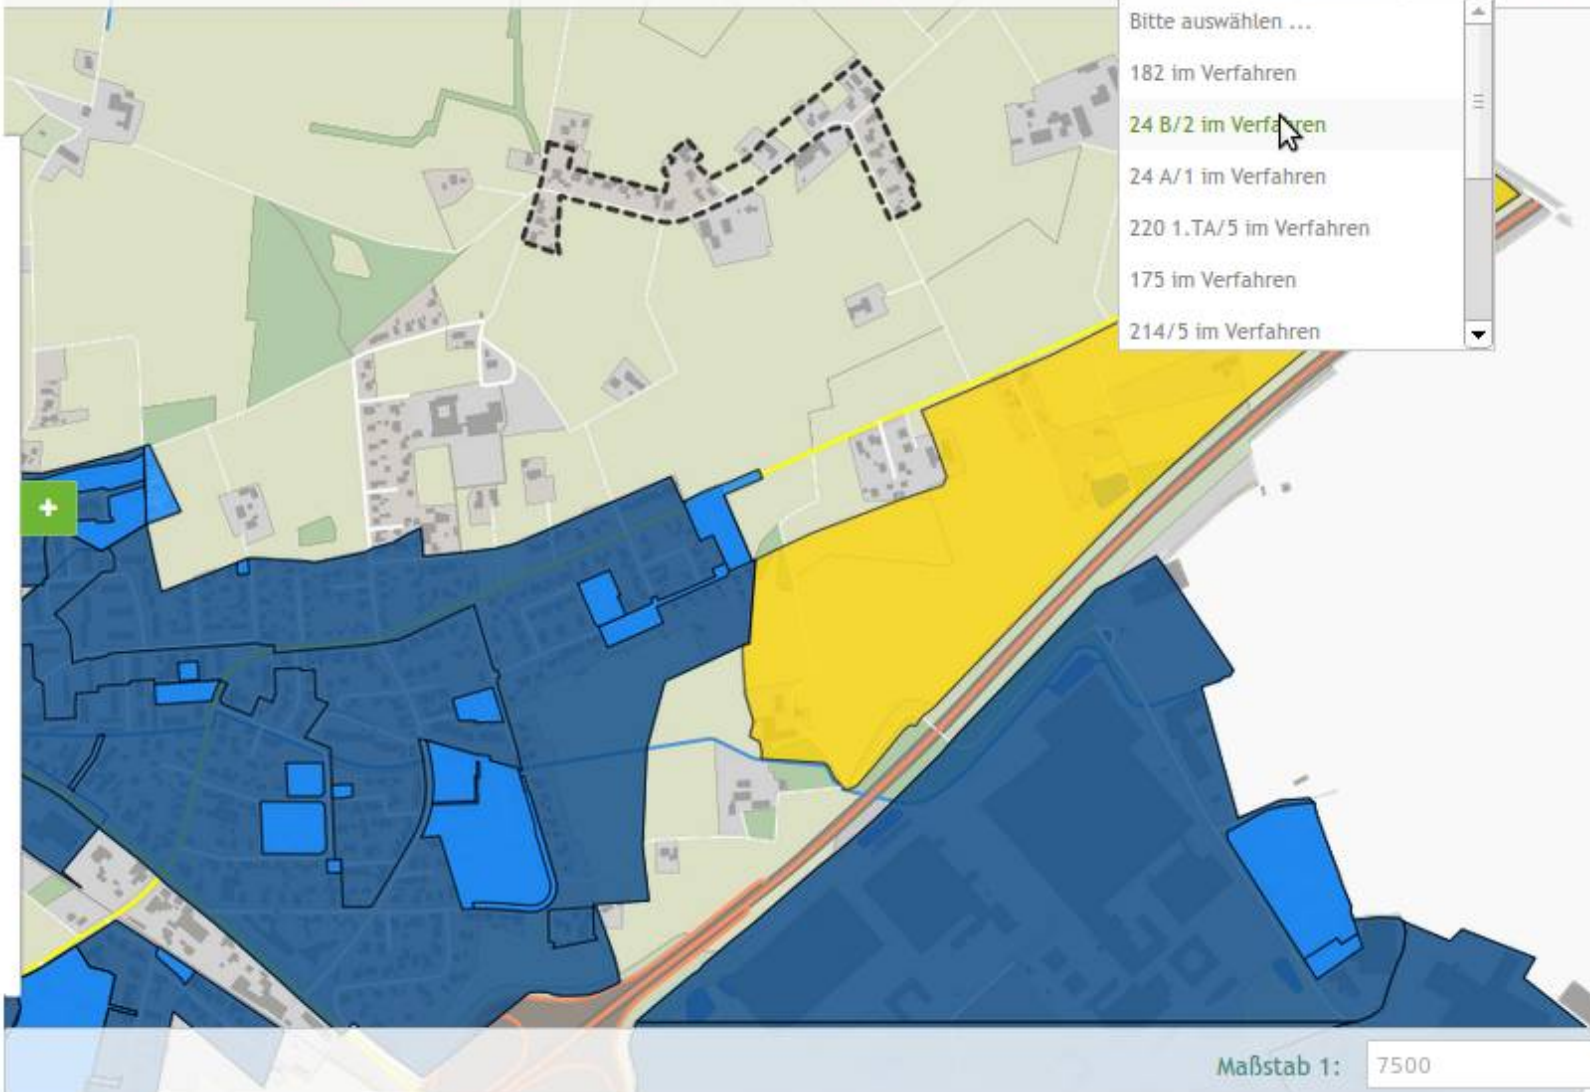 Bitte auswählen ...
182 im Verfahren
24 B/2 im Verfahren
24 A/1 im Verfahren
220 1.TA/5 im Verfahren
175 im Verfahren
214/5 im Verfahren
+
Maßstab 1: 7500